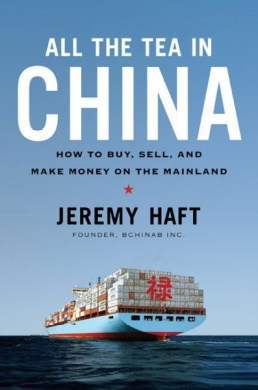 ALL THE TEA IN
CHINA
HOW TO BUY, SELL, AND
MAKE MONEY ON THE MAINLAND
JEREMY HAFT
FOUNDER, BCHINAB INC.
禄